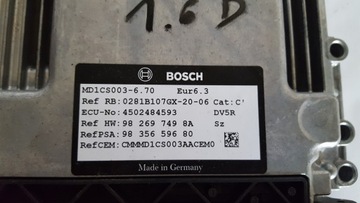 1.6D
BOSCH
MD1CS003-6.70 Eur6.3
Ref RB:0281B107GX-20-06 Cat:C'
ECU-No:4502484593 DV5R
Ref HW:98 269 749 8A Sz
RefPSA:98 356 596 80
RefCEM:CMMMD1CS003AACEM0
Made in Germany